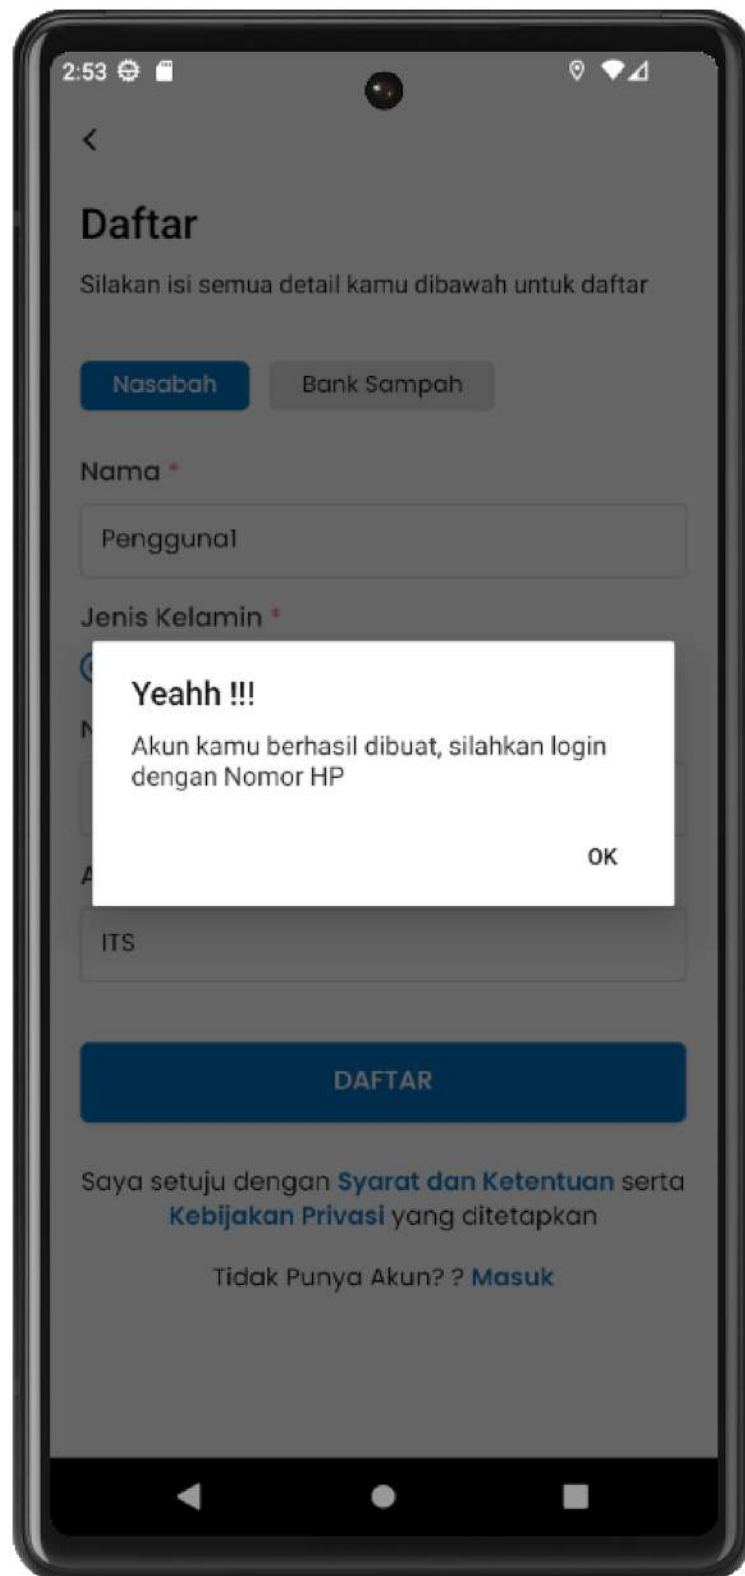 2:53
Daftar
Silakan isi semua detail kamu dibawah untuk daftar
Nasabah
Bank Sampah
Nama *
Pengguna1
Jenis Kelamin *
Yeahh !!!
Akun kamu berhasil dibuat, silahkan login
dengan Nomor HP
OK
ITS
DAFTAR
Saya setuju dengan Syarat dan Ketentuan serta
Kebijakan Privasi yang ditetapkan
Tidak Punya Akun? ? Masuk